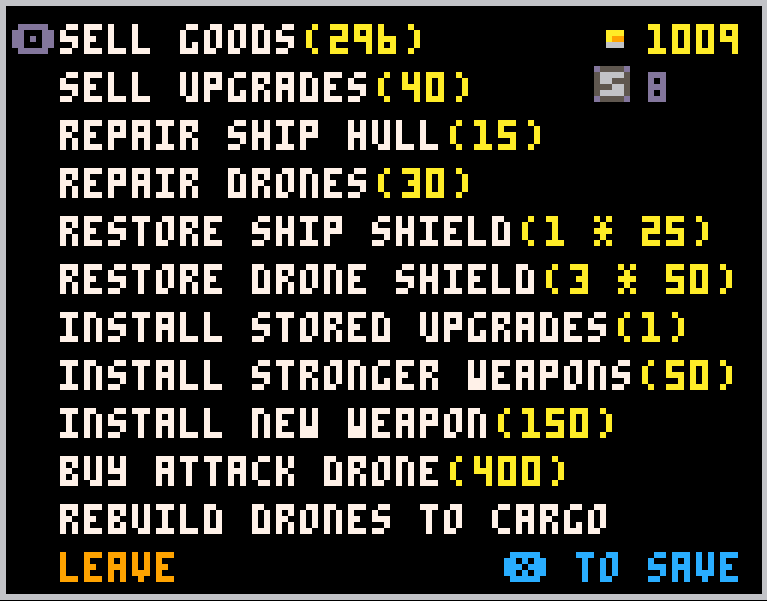 SELL GOODS(296) 1009
SELL UPGRADES(40) S 8
REPAIR SHIP HULL(15)
REPAIR DRONES(30)
RESTORE SHIP SHIELD(1 * 25)
RESTORE DRONE SHIELD(3 * 50)
INSTALL STORED UPGRADES(1)
INSTALL STRONGER WEAPONS(50)
INSTALL NEW WEAPON(150)
BUY ATTACK DRONE(400)
REBUILD DRONES TO CARGO
LEAVE
❎ TO SAVE